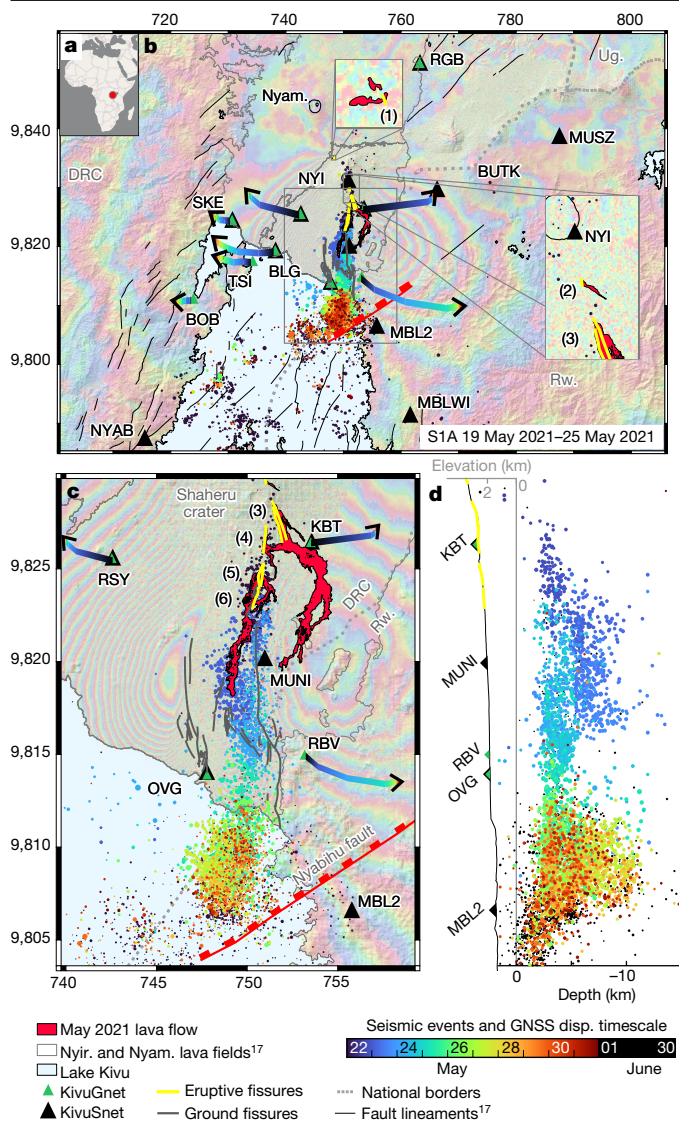 720 740 760 780 800
a b
RGB
Ug.
Nyam.
(1)
9,840
MUSZ
DRC
NYI
BUTK
SKE
9,820
NYI
BLG
TSI
(2)
BOB
MBL2
(3)
9,800
Rw.
MBLWI
NYAB
S1A 19 May 2021–25 May 2021
c
Shaheru
crater
(3)
KBT
(4)
9,825
RSY
(5)
(6)
DRC
Rw.
9,820
MUNI
RBV
9,815
OVG
9,810
Nyabihu fault
MBL2
9,805
740 745 750 755
Elevation (km)
d
2 0
KBT
MUNI
RBV
OVG
MBL2
0 –10
Depth (km)
May 2021 lava flow
Nyir. and Nyam. lava fields17
Lake Kivu
KivuGnet
KivuSnet
Eruptive fissures
Ground fissures
Seismic events and GNSS disp. timescale
22 24 26 28 30 01 30
May June
National borders
Fault lineaments17